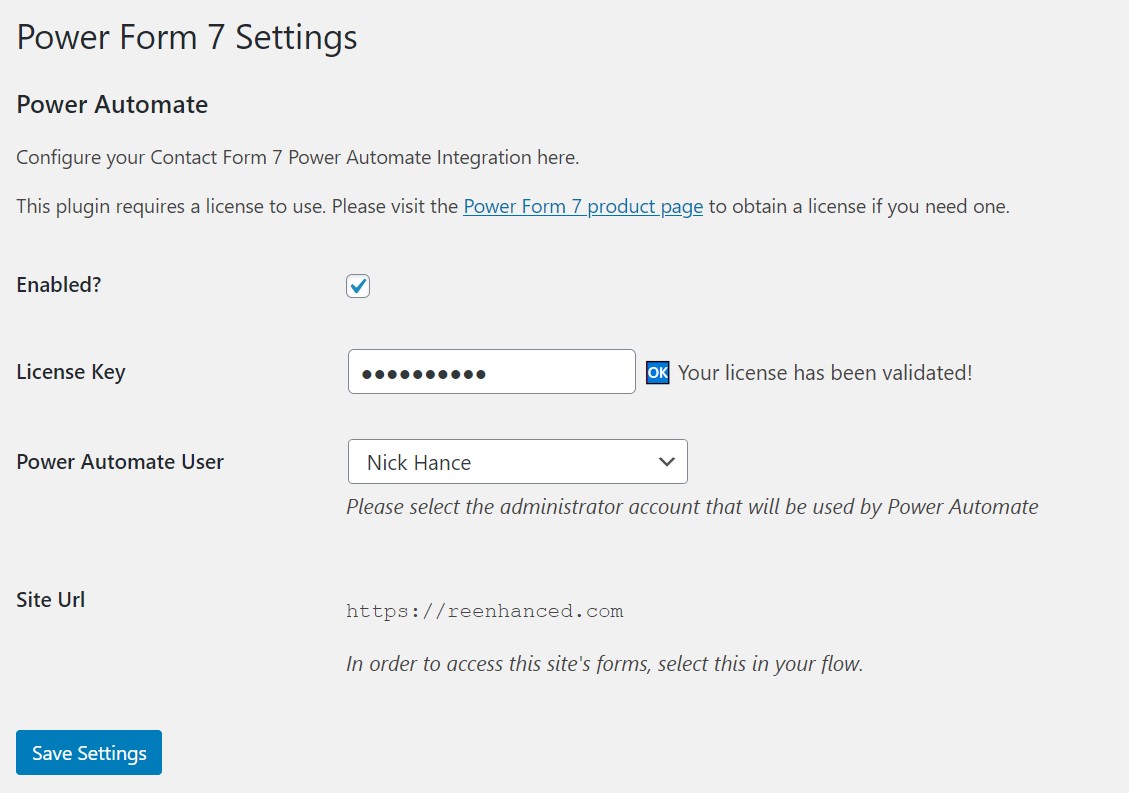 Power Form 7 Settings
Power Automate
Configure your Contact Form 7 Power Automate Integration here.
This plugin requires a license to use. Please visit the Power Form 7 product page to obtain a license if you need one.
Enabled?
License Key ●●●●●●●●●● OK Your license has been validated!
Power Automate User Nick Hance
Please select the administrator account that will be used by Power Automate
Site Url https://reenhanced.com
In order to access this site's forms, select this in your flow.
Save Settings